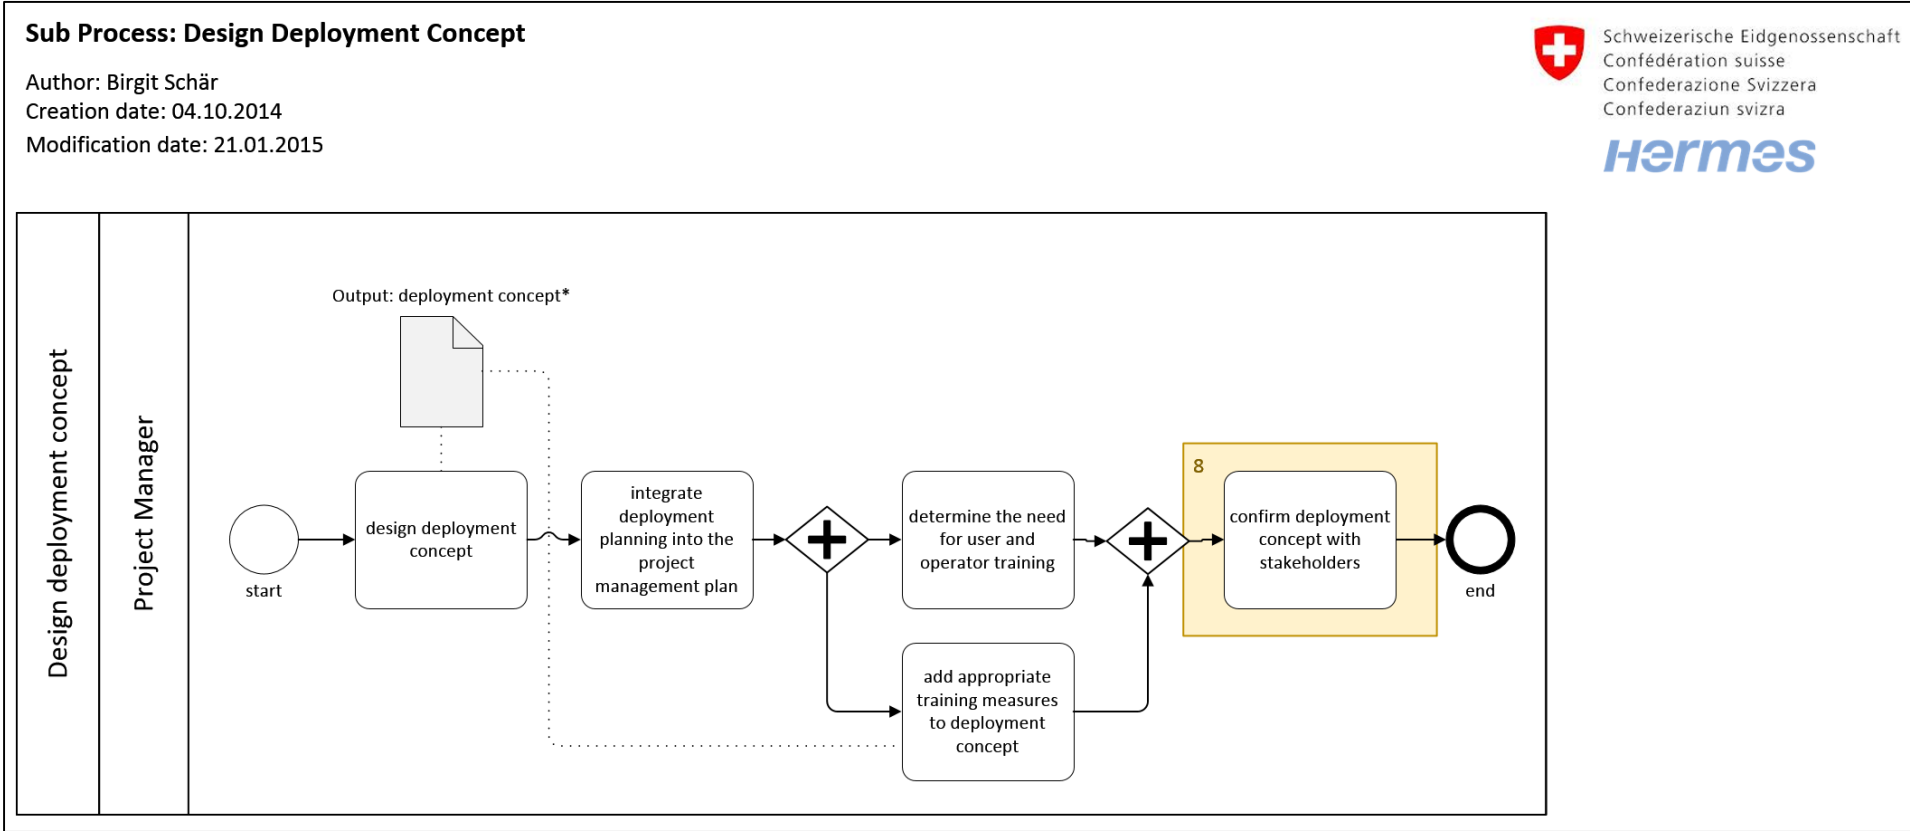 Sub Process: Design Deployment Concept
Author: Birgit Schär
Creation date: 04.10.2014
Modification date: 21.01.2015
Schweizerische Eidgenossenschaft
Confédération suisse
Confederazione Svizzera
Confederaziun svizra
Hermes
Design deployment concept
Project Manager
Output: deployment concept*
start
design deployment
concept
integrate
deployment
planning into the
project
management plan
determine the need
for user and
operator training
add appropriate
training measures
to deployment
concept
8
confirm deployment
concept with
stakeholders
end